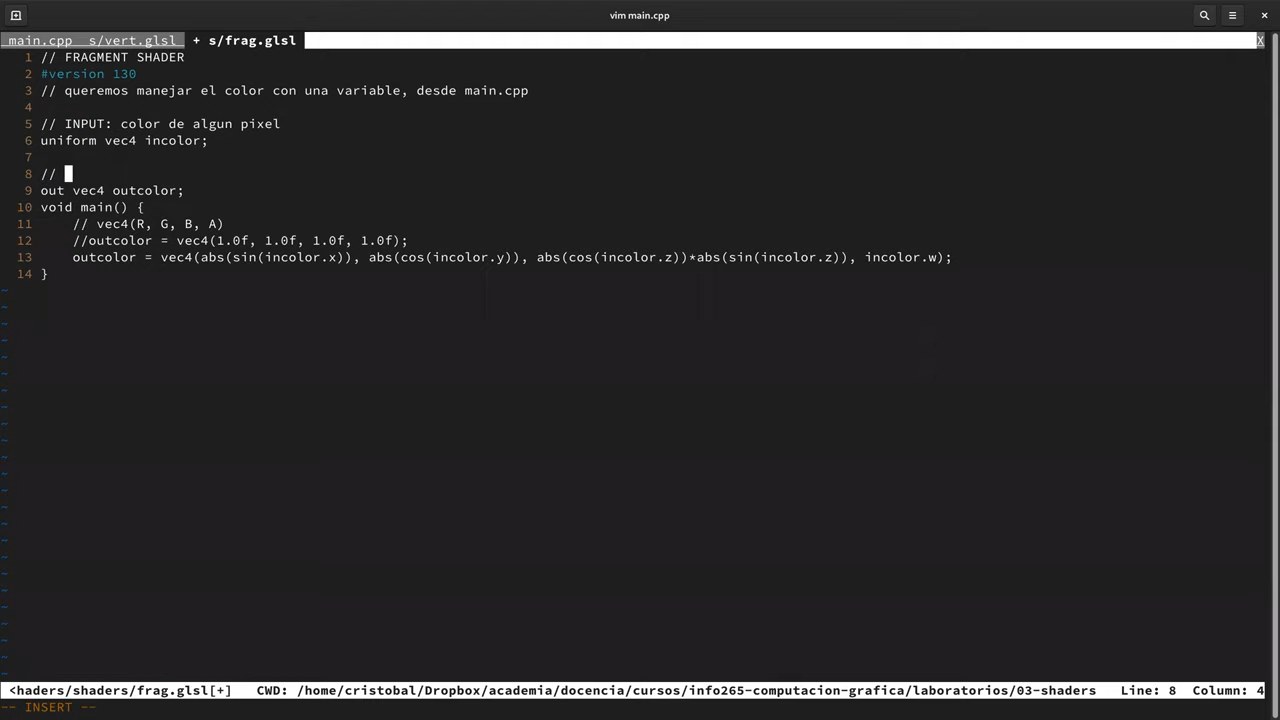 vim main.cpp
main.cpp s/vert.glsl + s/frag.glsl X
1 // FRAGMENT SHADER
2 #version 130
3 // queremos manejar el color con una variable, desde main.cpp
4
5 // INPUT: color de algun pixel
6 uniform vec4 incolor;
7
8 //
9 out vec4 outcolor;
10 void main() {
11     // vec4(R, G, B, A)
12     //outcolor = vec4(1.0f, 1.0f, 1.0f, 1.0f);
13     outcolor = vec4(abs(sin(incolor.x)), abs(cos(incolor.y)), abs(cos(incolor.z))*abs(sin(incolor.z)), incolor.w);
14 }
<haders/shaders/frag.glsl[+] CWD: /home/cristobal/Dropbox/academia/docencia/cursos/info265-computacion-grafica/laboratorios/03-shaders Line: 8 Column: 4
-- INSERT --